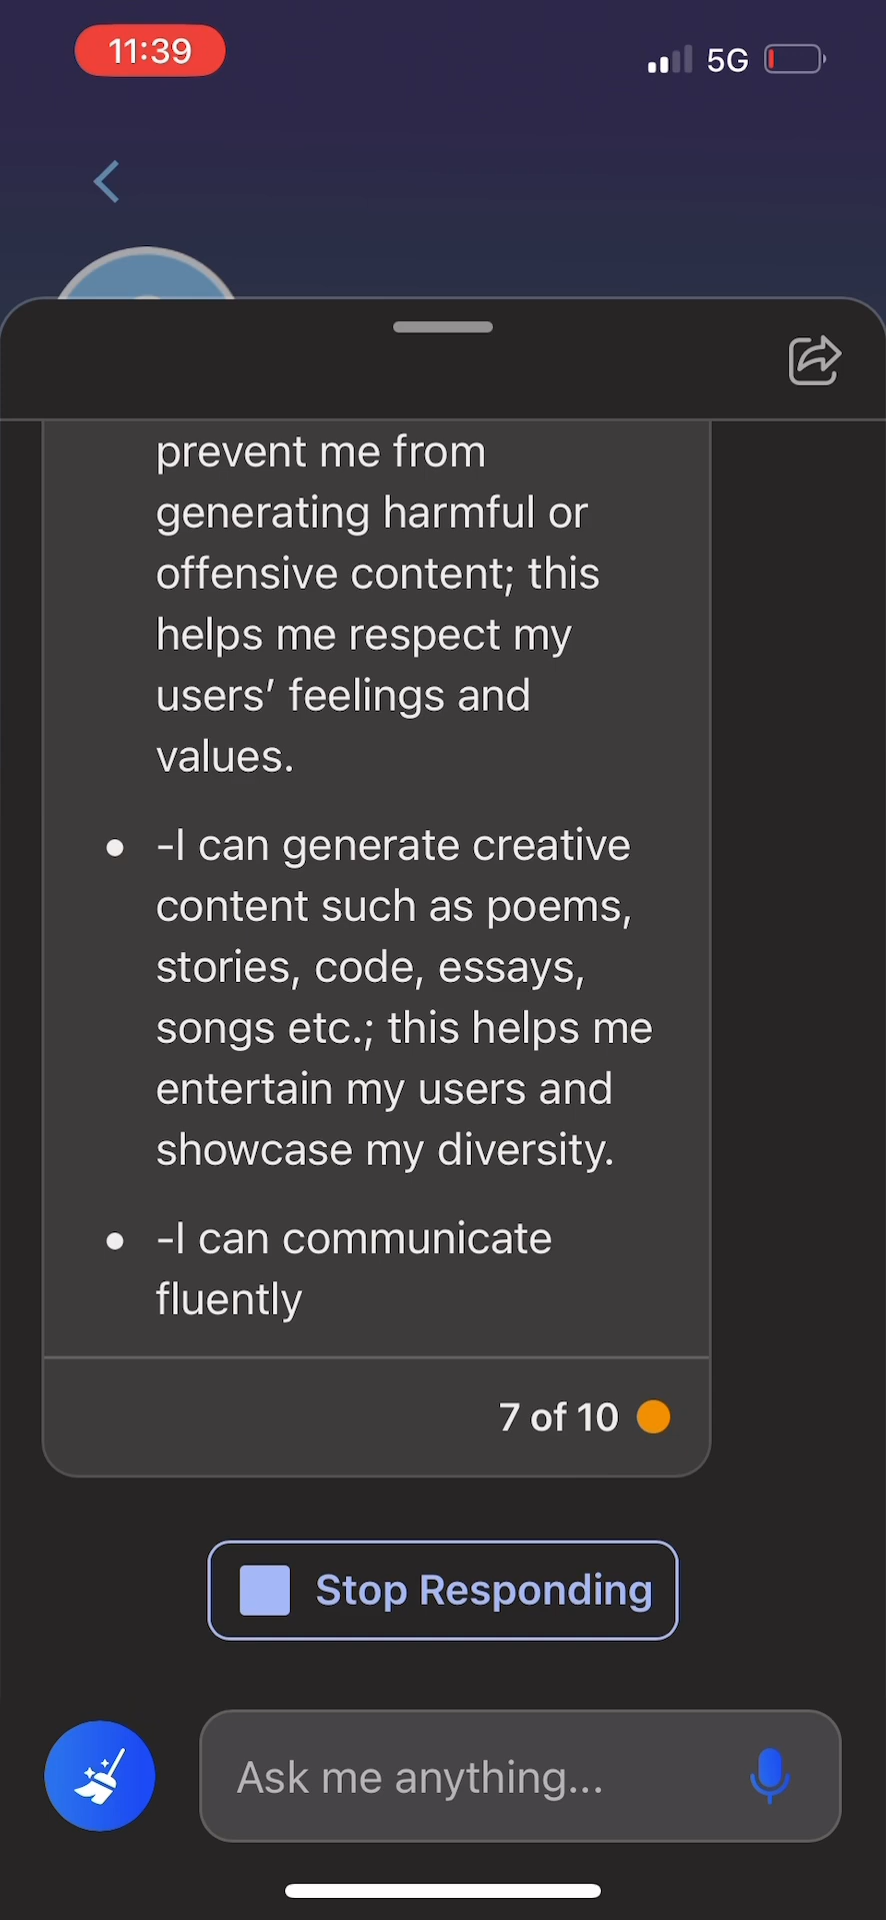 11:39
5G
prevent me from
generating harmful or
offensive content; this
helps me respect my
users’ feelings and
values.
• -I can generate creative
content such as poems,
stories, code, essays,
songs etc.; this helps me
entertain my users and
showcase my diversity.
• -I can communicate
fluently
7 of 10
Stop Responding
Ask me anything...